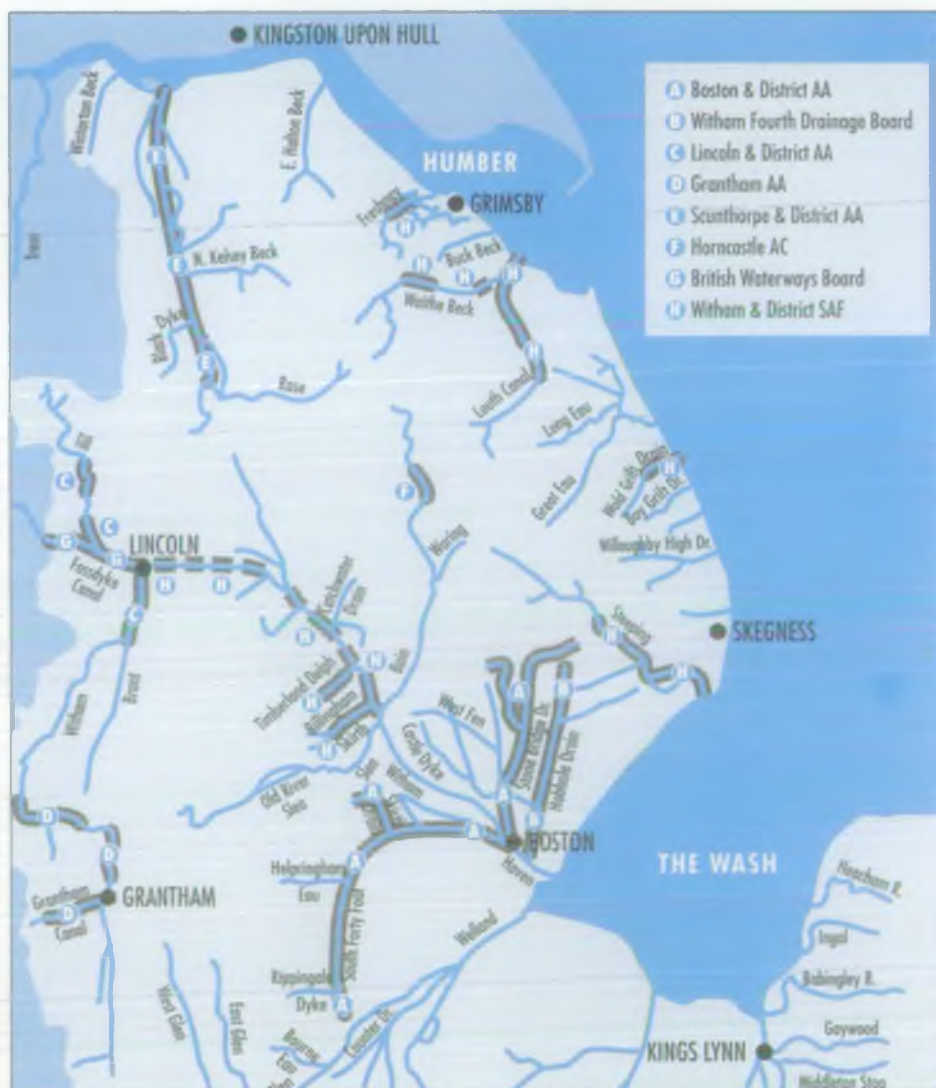 KINGSTON UPON HULL
A Boston & District AA
B Witham Fourth Drainage Board
C Lincoln & District AA
D Grantham AA
E Scunthorpe & District AA
F Horncastle AC
G British Waterways Board
H Witham & District SAF
Winterton Beck
E. Halton Beck
HUMBER
Freshney
GRIMSBY
Trent
N. Kelsey Beck
Buck Beck
Waithe Beck
Black Dyke
Rase
Louth Canal
Long Eau
Till
Great Eau
Wold Grift Drain
Boy Grift Dr.
Waring
Willoughby High Dr.
LINCOLN
Fossdyke
Canal
Catchwater
Drain
Steeping
SKEGNESS
Bain
Timberland Delph
Billinghay
Skirth
Witham
Brant
West Fen
Castle Dyke
Stone Bridge Dr.
Hobhole Drain
Old River
Slea
Witham
BOSTON
Haven
THE WASH
Helpringham
Eau
Heacham R.
Grantham
Canal
GRANTHAM
South Forty Foot
Welland
Ingol
Rippingale
Dyke
Babingley R.
West Glen
East Glen
Counter Dr.
Bourne
Eau
Glen
Gaywood
KINGS LYNN
Middleton Stop